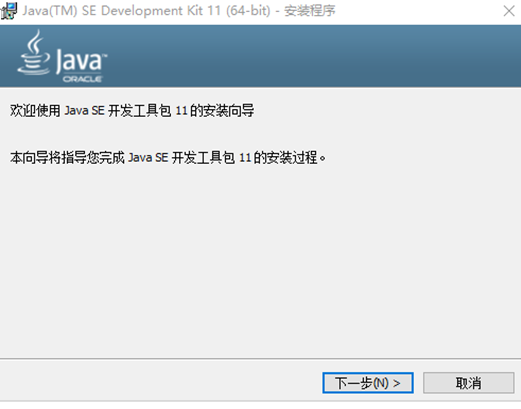 Java(TM) SE Development Kit 11 (64-bit) - 安装程序
Java™
ORACLE
欢迎使用 Java SE 开发工具包 11 的安装向导
本向导将指导您完成 Java SE 开发工具包 11 的安装过程。
下一步(N) >
取消